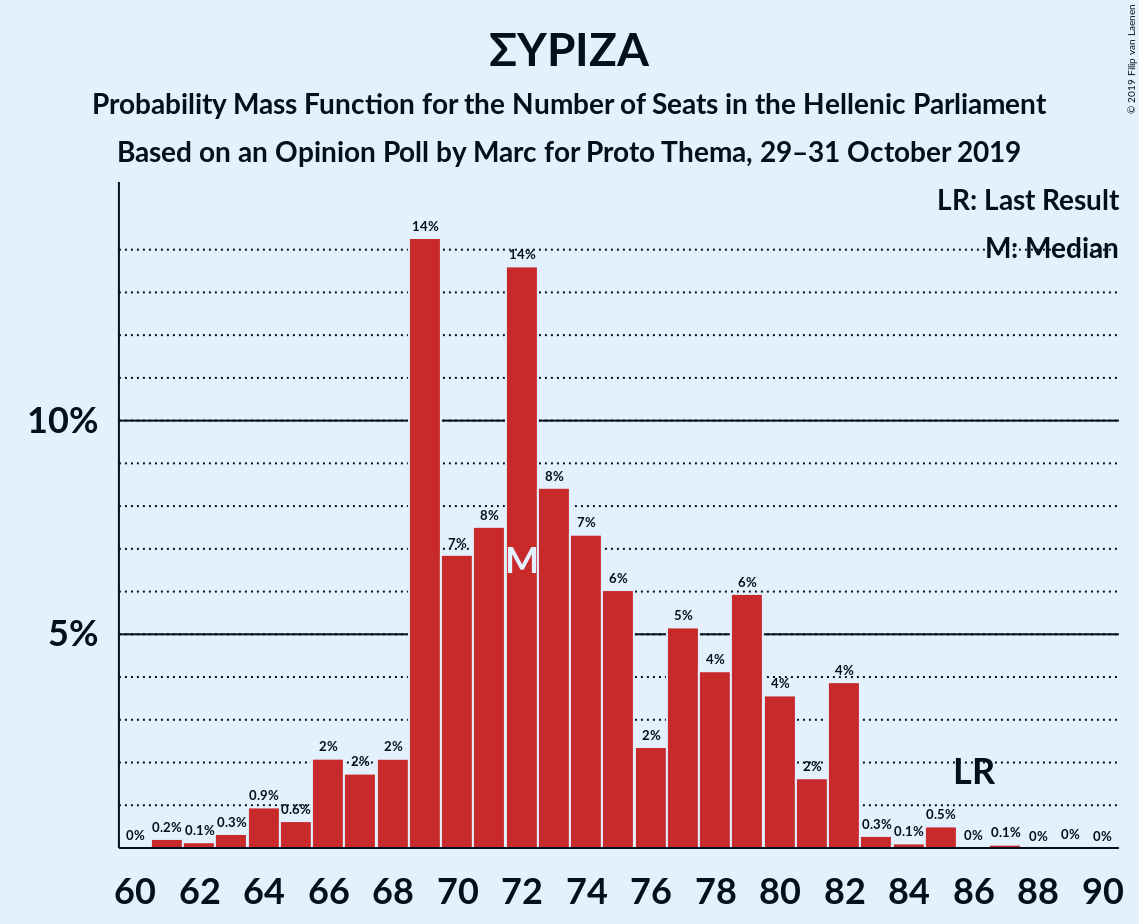 ΣΥΡΙΖΑ
Probability Mass Function for the Number of Seats in the Hellenic Parliament
Based on an Opinion Poll by Marc for Proto Thema, 29–31 October 2019
© 2019 Filip van Laenen
LR: Last Result
M: Median
10%
5%
0% 0.2% 0.1% 0.3% 0.9% 0.6% 2% 2% 2% 14% 7% 8% 14% 8% 7% 6% 2% 5% 4% 6% 4% 2% 4% 0.3% 0.1% 0.5% 0% 0.1% 0% 0% 0%
M
LR
60 62 64 66 68 70 72 74 76 78 80 82 84 86 88 90